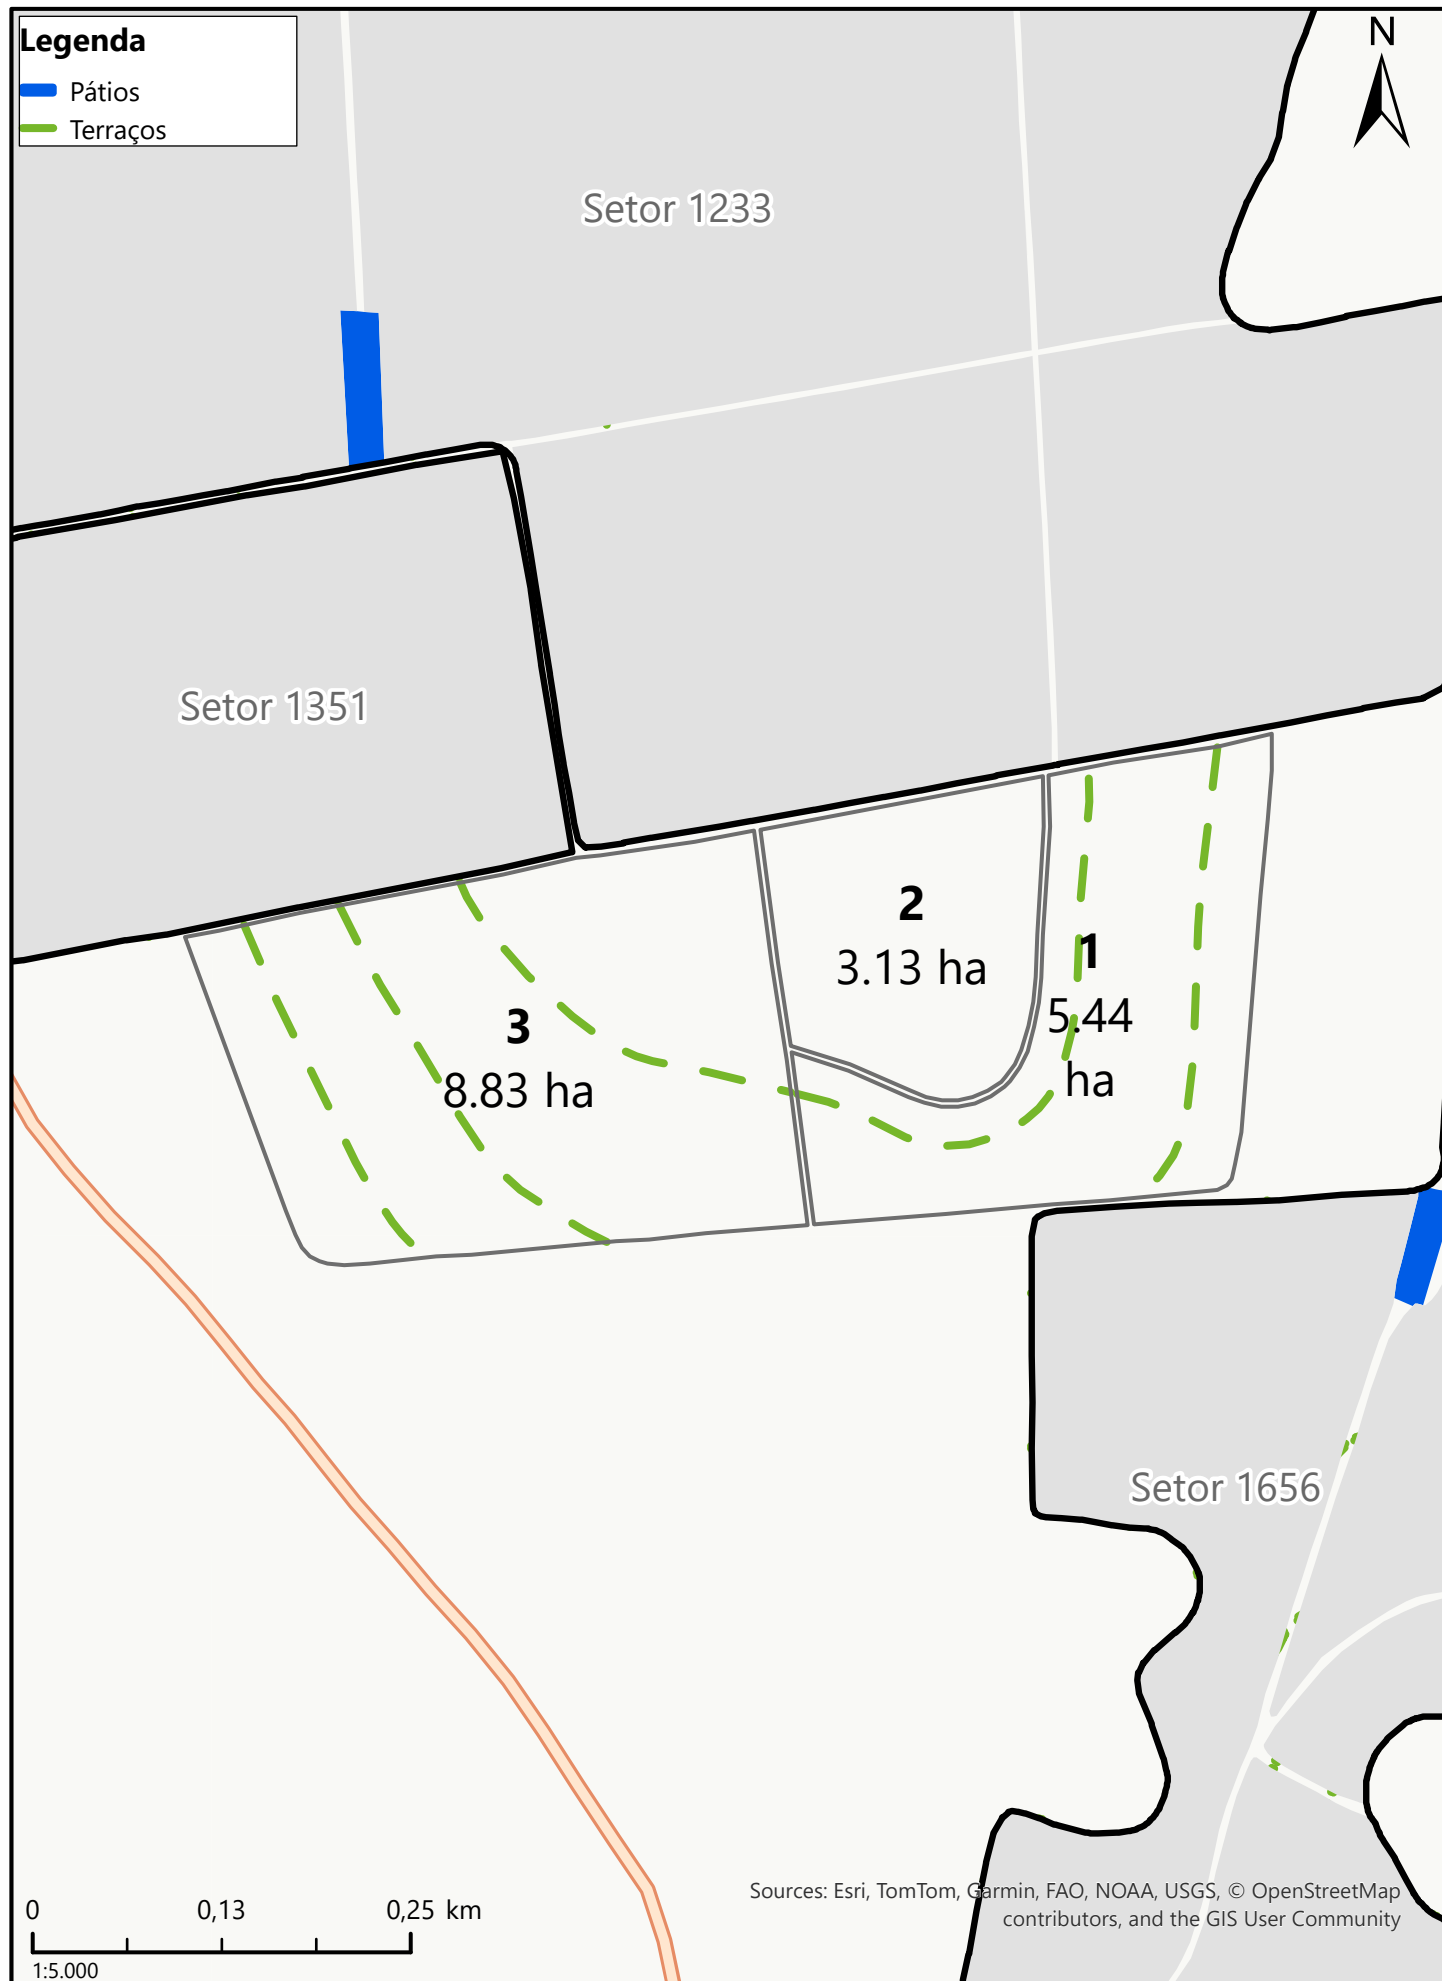 Legenda
Pátios
Terraços
N
Setor 1233
Setor 1351
2
3.13 ha
1
5.44
ha
3
8.83 ha
Setor 1656
Sources: Esri, TomTom, Garmin, FAO, NOAA, USGS, © OpenStreetMap
contributors, and the GIS User Community
0 0,13 0,25 km
1:5.000